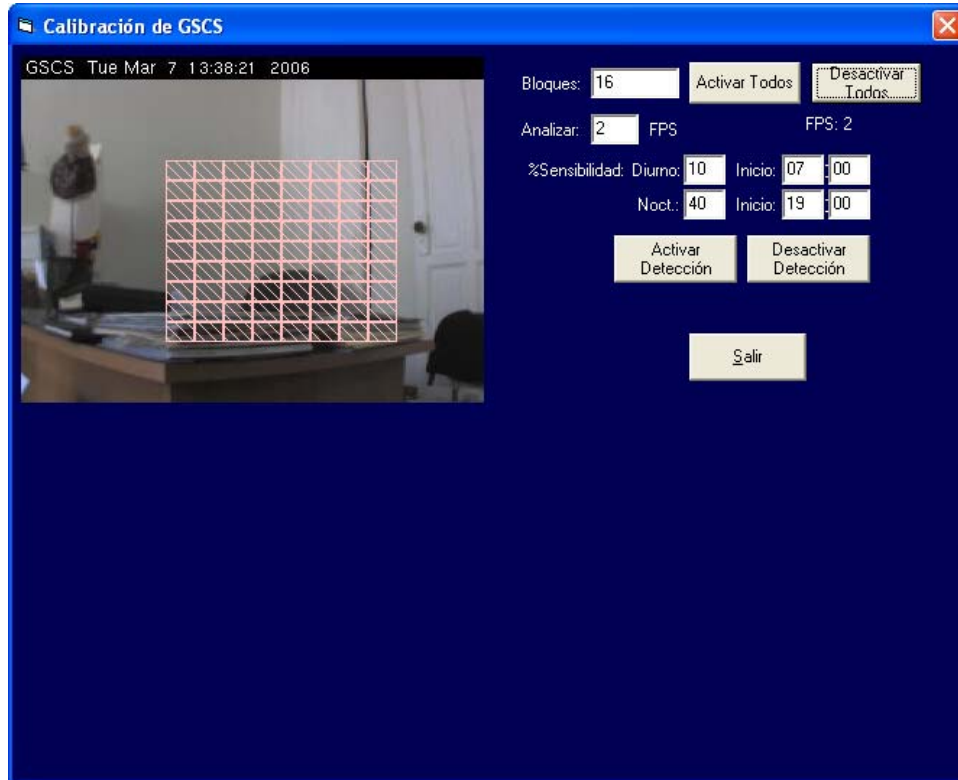 Calibración de GSCS
GSCS Tue Mar 7 13:38:21 2006
Bloques: 16 Activar Todos Desactivar Todos
Analizar: 2 FPS FPS: 2
%Sensibilidad: Diurno: 10 Inicio: 07 : 00
Noct.: 40 Inicio: 19 : 00
Activar Detección Desactivar Detección
Salir